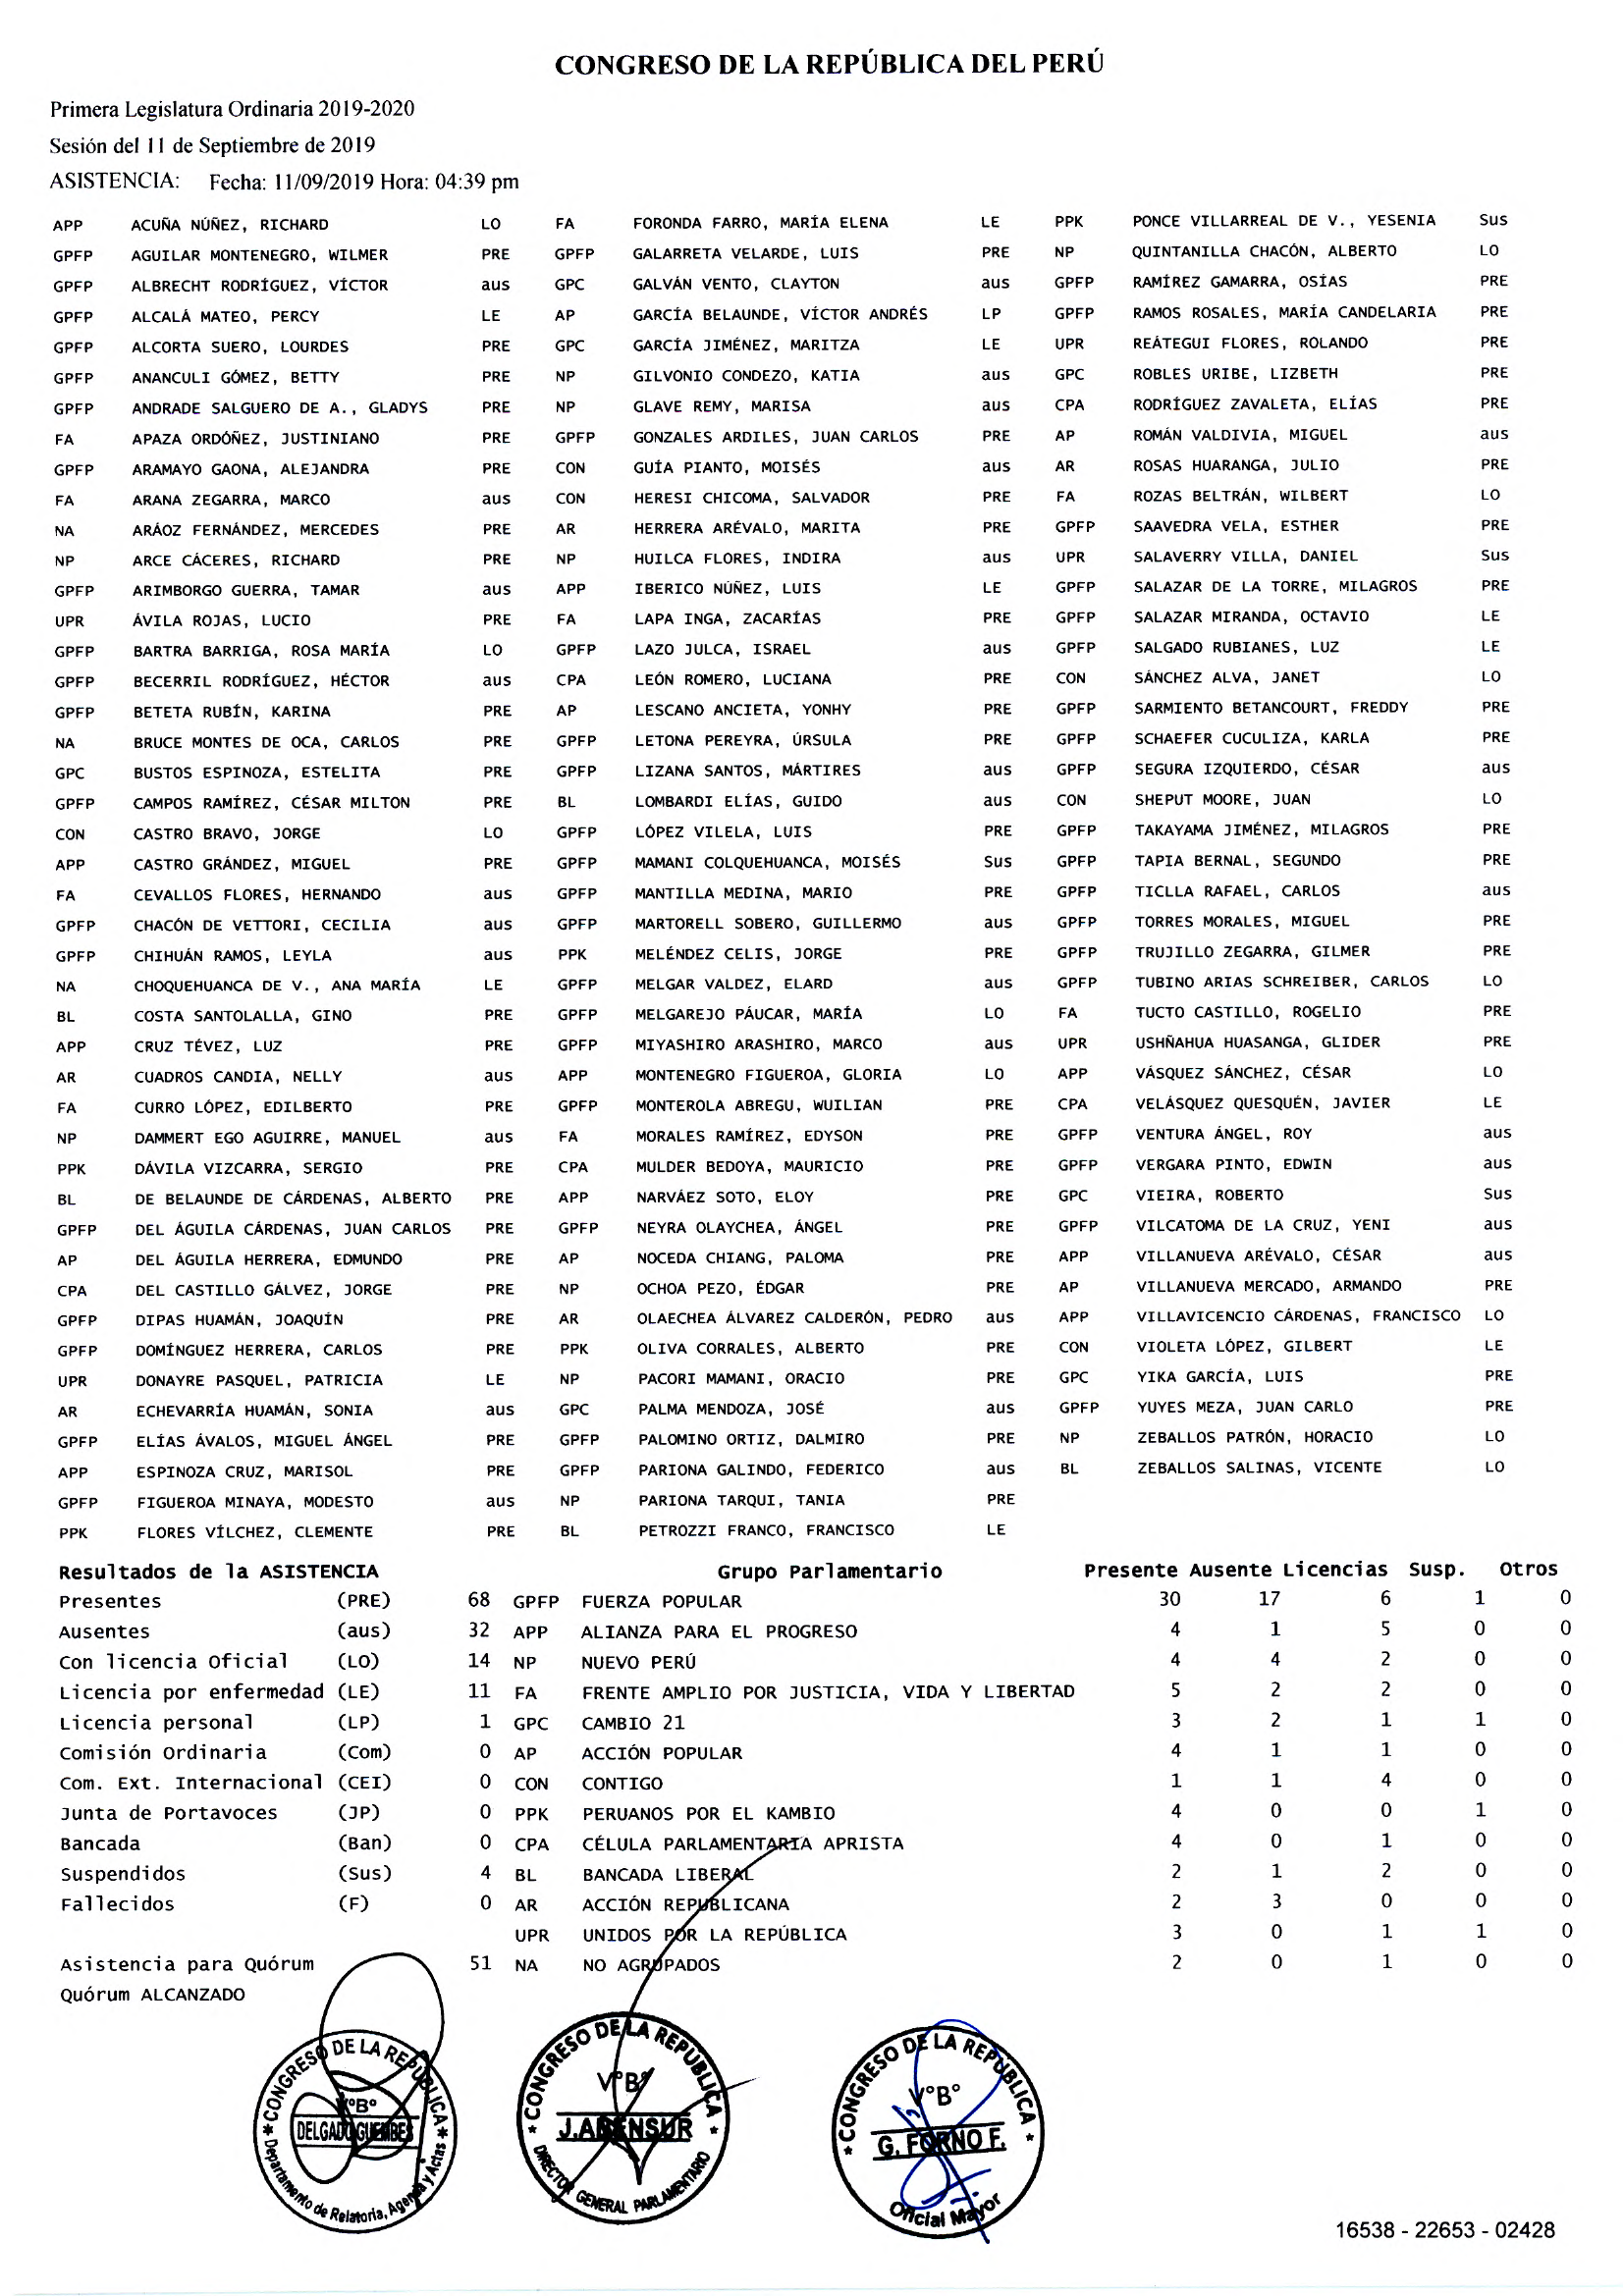 CONGRESO DE LA REPÚBLICA DEL PERÚ
Primera Legislatura Ordinaria 2019-2020
Sesión del 11 de Septiembre de 2019
ASISTENCIA: Fecha: 11/09/2019 Hora: 04:39 pm
APP ACUÑA NÚÑEZ, RICHARD LO FA FORONDA FARRO, MARÍA ELENA LE PPK PONCE VILLARREAL DE V., YESENIA Sus
GPFP AGUILAR MONTENEGRO, WILMER PRE GPFP GALARRETA VELARDE, LUIS PRE NP QUINTANILLA CHACÓN, ALBERTO LO
GPFP ALBRECHT RODRÍGUEZ, VÍCTOR aus GPC GALVÁN VENTO, CLAYTON aus GPFP RAMÍREZ GAMARRA, OSÍAS PRE
GPFP ALCALÁ MATEO, PERCY LE AP GARCÍA BELAUNDE, VÍCTOR ANDRÉS LP GPFP RAMOS ROSALES, MARÍA CANDELARIA PRE
GPFP ALCORTA SUERO, LOURDES PRE GPC GARCÍA JIMÉNEZ, MARITZA LE UPR REÁTEGUI FLORES, ROLANDO PRE
GPFP ANANCULI GÓMEZ, BETTY PRE NP GILVONIO CONDEZO, KATIA aus GPC ROBLES URIBE, LIZBETH PRE
GPFP ANDRADE SALGUERO DE A., GLADYS PRE NP GLAVE REMY, MARISA aus CPA RODRÍGUEZ ZAVALETA, ELÍAS PRE
FA APAZA ORDÓÑEZ, JUSTINIANO PRE GPFP GONZALES ARDILES, JUAN CARLOS PRE AP ROMÁN VALDIVIA, MIGUEL aus
GPFP ARAMAYO GAONA, ALEJANDRA PRE CON GUÍA PIANTO, MOISÉS aus AR ROSAS HUARANGA, JULIO PRE
FA ARANA ZEGARRA, MARCO aus CON HERESI CHICOMA, SALVADOR PRE FA ROZAS BELTRÁN, WILBERT LO
NA ARÁOZ FERNÁNDEZ, MERCEDES PRE AR HERRERA ARÉVALO, MARITA PRE GPFP SAAVEDRA VELA, ESTHER PRE
NP ARCE CÁCERES, RICHARD PRE NP HUILCA FLORES, INDIRA aus UPR SALAVERRY VILLA, DANIEL Sus
GPFP ARIMBORGO GUERRA, TAMAR aus APP IBERICO NÚÑEZ, LUIS LE GPFP SALAZAR DE LA TORRE, MILAGROS PRE
UPR ÁVILA ROJAS, LUCIO PRE FA LAPA INGA, ZACARÍAS PRE GPFP SALAZAR MIRANDA, OCTAVIO LE
GPFP BARTRA BARRIGA, ROSA MARÍA LO GPFP LAZO JULCA, ISRAEL aus GPFP SALGADO RUBIANES, LUZ LE
GPFP BECERRIL RODRÍGUEZ, HÉCTOR aus CPA LEÓN ROMERO, LUCIANA PRE CON SÁNCHEZ ALVA, JANET LO
GPFP BETETA RUBÍN, KARINA PRE AP LESCANO ANCIETA, YONHY PRE GPFP SARMIENTO BETANCOURT, FREDDY PRE
NA BRUCE MONTES DE OCA, CARLOS PRE GPFP LETONA PEREYRA, ÚRSULA PRE GPFP SCHAEFER CUCULIZA, KARLA PRE
GPC BUSTOS ESPINOZA, ESTELITA PRE GPFP LIZANA SANTOS, MÁRTIRES aus GPFP SEGURA IZQUIERDO, CÉSAR aus
GPFP CAMPOS RAMÍREZ, CÉSAR MILTON PRE BL LOMBARDI ELÍAS, GUIDO aus CON SHEPUT MOORE, JUAN LO
CON CASTRO BRAVO, JORGE LO GPFP LÓPEZ VILELA, LUIS PRE GPFP TAKAYAMA JIMÉNEZ, MILAGROS PRE
APP CASTRO GRÁNDEZ, MIGUEL PRE GPFP MAMANI COLQUEHUANCA, MOISÉS Sus GPFP TAPIA BERNAL, SEGUNDO PRE
FA CEVALLOS FLORES, HERNANDO aus GPFP MANTILLA MEDINA, MARIO PRE GPFP TICLLA RAFAEL, CARLOS aus
GPFP CHACÓN DE VETTORI, CECILIA aus GPFP MARTORELL SOBERO, GUILLERMO aus GPFP TORRES MORALES, MIGUEL PRE
GPFP CHIHUÁN RAMOS, LEYLA aus PPK MELÉNDEZ CELIS, JORGE PRE GPFP TRUJILLO ZEGARRA, GILMER PRE
NA CHOQUEHUANCA DE V., ANA MARÍA LE GPFP MELGAR VALDEZ, ELARD aus GPFP TUBINO ARIAS SCHREIBER, CARLOS LO
BL COSTA SANTOLALLA, GINO PRE GPFP MELGAREJO PÁUCAR, MARÍA LO FA TUCTO CASTILLO, ROGELIO PRE
APP CRUZ TÉVEZ, LUZ PRE GPFP MIYASHIRO ARASHIRO, MARCO aus UPR USHÑAHUA HUASANGA, GLIDER PRE
AR CUADROS CANDIA, NELLY aus APP MONTENEGRO FIGUEROA, GLORIA LO APP VÁSQUEZ SÁNCHEZ, CÉSAR LO
FA CURRO LÓPEZ, EDILBERTO PRE GPFP MONTEROLA ABREGU, WUILIAN PRE CPA VELÁSQUEZ QUESQUÉN, JAVIER LE
NP DAMMERT EGO AGUIRRE, MANUEL aus FA MORALES RAMÍREZ, EDYSON PRE GPFP VENTURA ÁNGEL, ROY aus
PPK DÁVILA VIZCARRA, SERGIO PRE CPA MULDER BEDOYA, MAURICIO PRE GPFP VERGARA PINTO, EDWIN aus
BL DE BELAUNDE DE CÁRDENAS, ALBERTO PRE APP NARVÁEZ SOTO, ELOY PRE GPC VIEIRA, ROBERTO Sus
GPFP DEL ÁGUILA CÁRDENAS, JUAN CARLOS PRE GPFP NEYRA OLAYCHEA, ÁNGEL PRE GPFP VILCATOMA DE LA CRUZ, YENI aus
AP DEL ÁGUILA HERRERA, EDMUNDO PRE AP NOCEDA CHIANG, PALOMA PRE APP VILLANUEVA ARÉVALO, CÉSAR aus
CPA DEL CASTILLO GÁLVEZ, JORGE PRE NP OCHOA PEZO, ÉDGAR PRE AP VILLANUEVA MERCADO, ARMANDO PRE
GPFP DIPAS HUAMÁN, JOAQUÍN PRE AR OLAECHEA ÁLVAREZ CALDERÓN, PEDRO aus APP VILLAVICENCIO CÁRDENAS, FRANCISCO LO
GPFP DOMÍNGUEZ HERRERA, CARLOS PRE PPK OLIVA CORRALES, ALBERTO PRE CON VIOLETA LÓPEZ, GILBERT LE
UPR DONAYRE PASQUEL, PATRICIA LE NP PACORI MAMANI, ORACIO PRE GPC YIKA GARCÍA, LUIS PRE
AR ECHEVARRÍA HUAMÁN, SONIA aus GPC PALMA MENDOZA, JOSÉ aus GPFP YUYES MEZA, JUAN CARLO PRE
GPFP ELÍAS ÁVALOS, MIGUEL ÁNGEL PRE GPFP PALOMINO ORTIZ, DALMIRO PRE NP ZEBALLOS PATRÓN, HORACIO LO
APP ESPINOZA CRUZ, MARISOL PRE GPFP PARIONA GALINDO, FEDERICO aus BL ZEBALLOS SALINAS, VICENTE LO
GPFP FIGUEROA MINAYA, MODESTO aus NP PARIONA TARQUI, TANIA PRE
PPK FLORES VÍLCHEZ, CLEMENTE PRE BL PETROZZI FRANCO, FRANCISCO LE
Resultados de la ASISTENCIA Grupo Parlamentario Presente Ausente Licencias Susp. Otros
Presentes (PRE) 68 GPFP FUERZA POPULAR 30 17 6 1 0
Ausentes (aus) 32 APP ALIANZA PARA EL PROGRESO 4 1 5 0 0
Con licencia Oficial (LO) 14 NP NUEVO PERÚ 4 4 2 0 0
Licencia por enfermedad (LE) 11 FA FRENTE AMPLIO POR JUSTICIA, VIDA Y LIBERTAD 5 2 2 0 0
Licencia personal (LP) 1 GPC CAMBIO 21 3 2 1 1 0
Comisión Ordinaria (Com) 0 AP ACCIÓN POPULAR 4 1 1 0 0
Com. Ext. Internacional (CEI) 0 CON CONTIGO 1 1 4 0 0
Junta de Portavoces (JP) 0 PPK PERUANOS POR EL KAMBIO 4 0 0 1 0
Bancada (Ban) 0 CPA CÉLULA PARLAMENTARIA APRISTA 4 0 1 0 0
Suspendidos (Sus) 4 BL BANCADA LIBERAL 2 1 2 0 0
Fallecidos (F) 0 AR ACCIÓN REPUBLICANA 2 3 0 0 0
UPR UNIDOS POR LA REPÚBLICA 3 0 1 1 0
Asistencia para Quórum 51 NA NO AGRUPADOS 2 0 1 0 0
Quórum ALCANZADO
CONGRESO DE LA REPÚBLICA
V°B°
DELGADO GUEMBES
Departamento de Relatoria, Agenda y Actas
CONGRESO DE LA REPÚBLICA
V°B°
J. ABENSUR
DIRECTOR GENERAL PARLAMENTARIO
CONGRESO DE LA REPÚBLICA
V°B°
G. FORNO F.
Oficial Mayor
16538 - 22653 - 02428